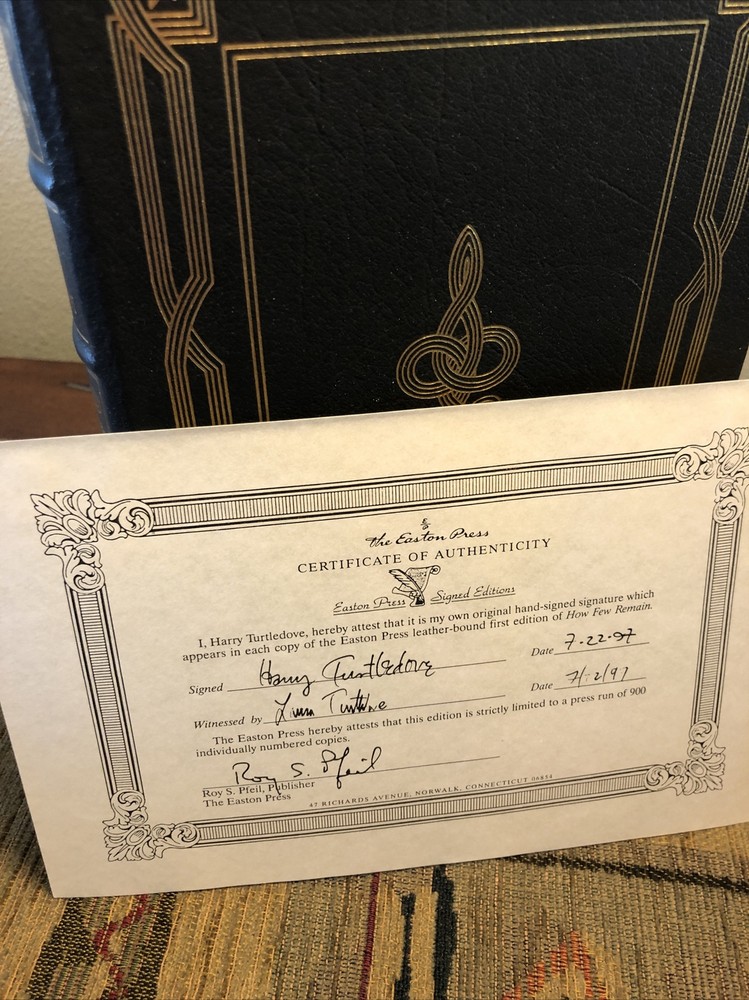 The Easton Press
CERTIFICATE OF AUTHENTICITY
Easton Press Signed Editions
I, Harry Turtledove, hereby attest that it is my own original hand-signed signature which
appears in each copy of the Easton Press leather-bound first edition of How Few Remain.
Signed Harry Turtledove Date 7-22-97
Witnessed by Date
The Easton Press hereby attests that this edition is strictly limited to a press run of 900
individually numbered copies.
Roy S. Pfeil
Roy S. Pfeil, Publisher
The Easton Press
47 RICHARDS AVENUE, NORWALK, CONNECTICUT 06854